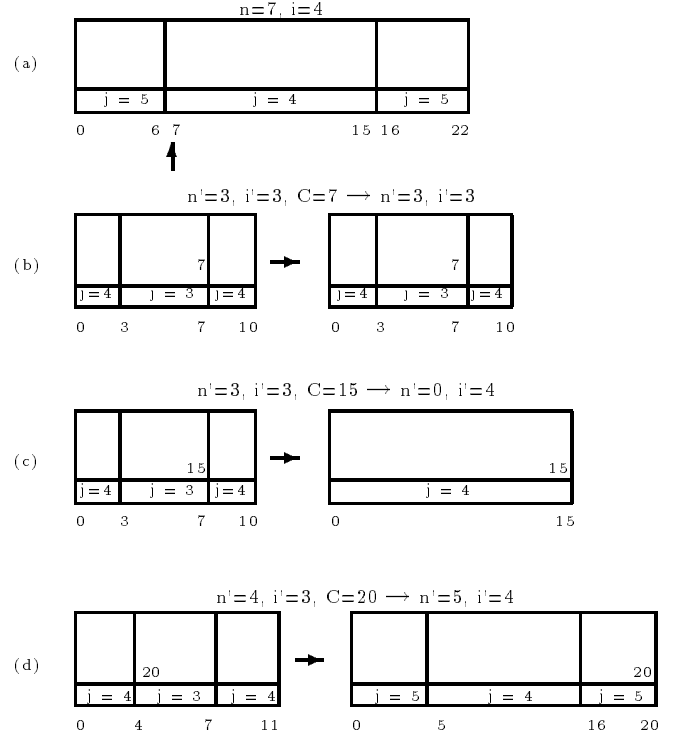 n=7, i=4
(a)
j = 5 j = 4 j = 5
0 6 7 15 16 22
n'=3, i'=3, C=7 → n'=3, i'=3
(b)
7 7
j=4 j = 3 j=4 j=4 j = 3 j=4
0 3 7 10 0 3 7 10
n'=3, i'=3, C=15 → n'=0, i'=4
(c)
15 15
j=4 j = 3 j=4 j = 4
0 3 7 10 0 15
n'=4, i'=3, C=20 → n'=5, i'=4
(d)
20 20
j = 4 j = 3 j = 4 j = 5 j = 4 j = 5
0 4 7 11 0 5 16 20